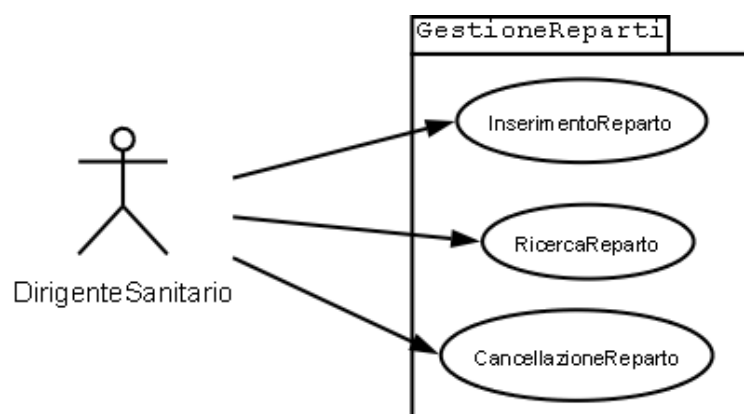 GestioneReparti
InserimentoReparto
RicercaReparto
DirigenteSanitario
CancellazioneReparto